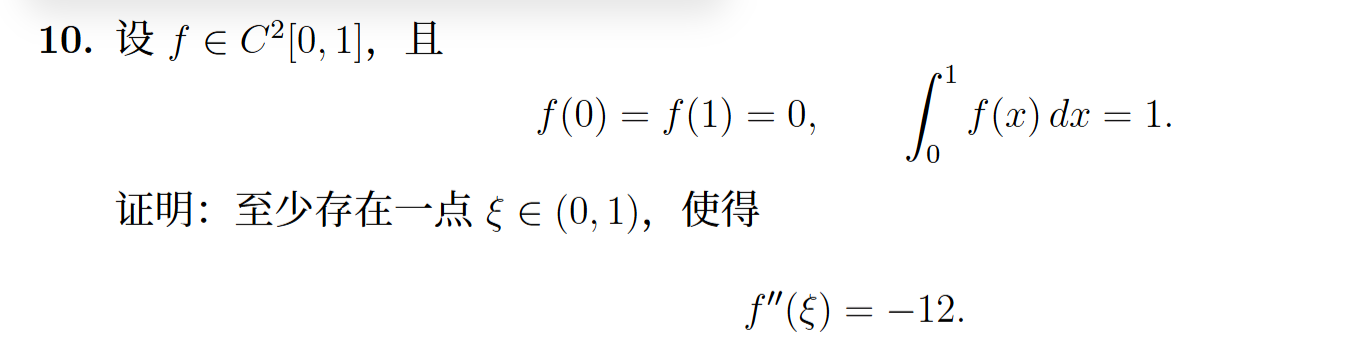 10. 设 f ∈ C²[0, 1]，且
f(0) = f(1) = 0, ∫₀¹ f(x) dx = 1.
证明：至少存在一点 ξ ∈ (0, 1)，使得
f″(ξ) = −12.